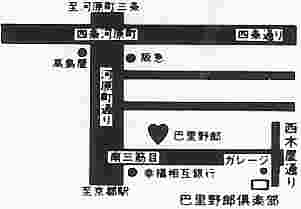 至河原町三条
四条河原町
四条通り
高島屋
阪急
河原町通り
巴里野郎
西木屋通り
南三筋目
ガレージ
至京都駅
幸福相互銀行
巴里野郎倶楽部